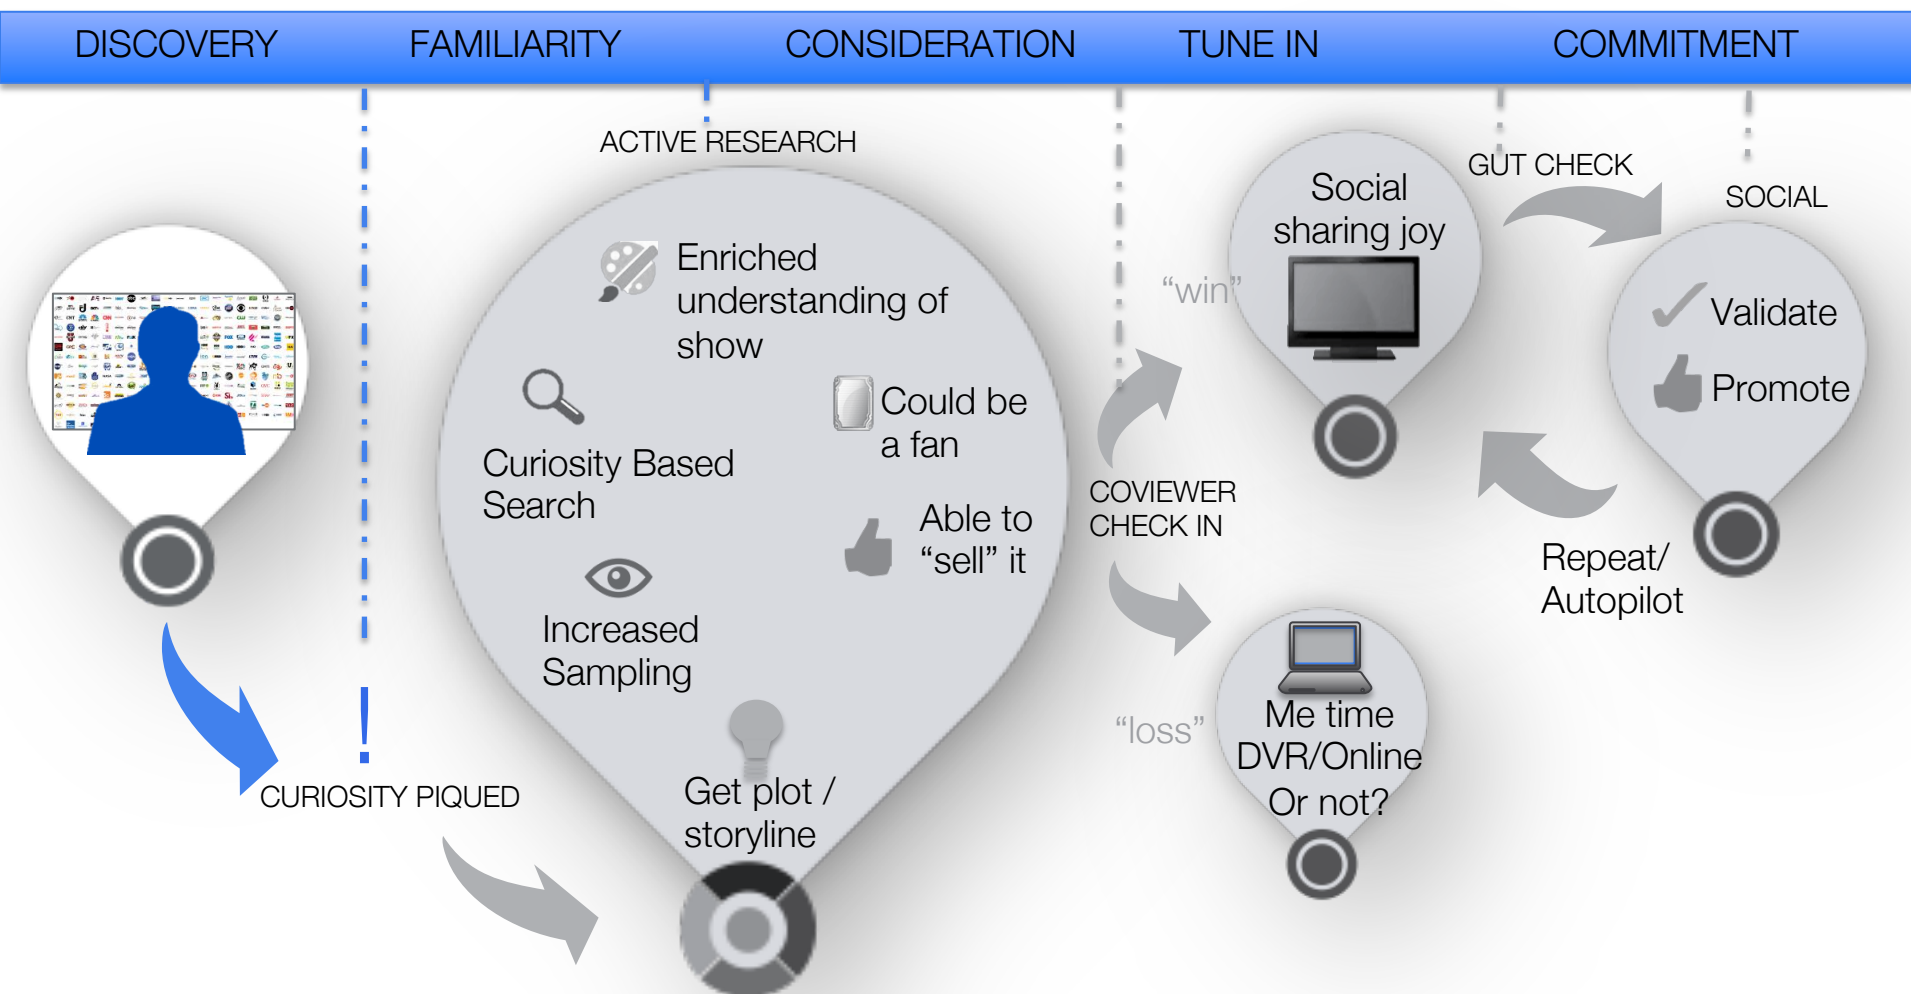 DISCOVERY
FAMILIARITY
CONSIDERATION
TUNE IN
COMMITMENT
ACTIVE RESEARCH
Enriched
understanding of
show
Could be
a fan
Curiosity Based
Search
Able to
“sell” it
Increased
Sampling
Get plot /
storyline
!
CURIOSITY PIQUED
COVIEWER
CHECK IN
“win”
Social
sharing joy
“loss”
Me time
DVR/Online
Or not?
GUT CHECK
SOCIAL
Validate
Promote
Repeat/
Autopilot